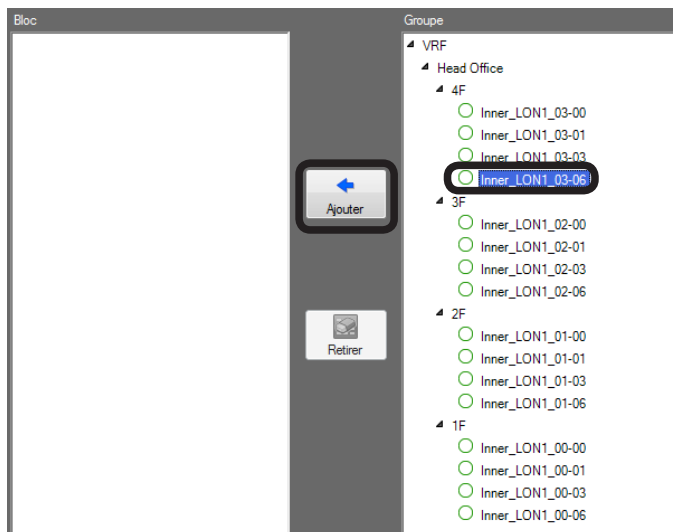 Bloc
Ajouter
Retirer
Groupe
VRF
Head Office
4F
Inner_LON1_03-00
Inner_LON1_03-01
Inner_LON1_03-03
Inner_LON1_03-06
3F
Inner_LON1_02-00
Inner_LON1_02-01
Inner_LON1_02-03
Inner_LON1_02-06
2F
Inner_LON1_01-00
Inner_LON1_01-01
Inner_LON1_01-03
Inner_LON1_01-06
1F
Inner_LON1_00-00
Inner_LON1_00-01
Inner_LON1_00-03
Inner_LON1_00-06